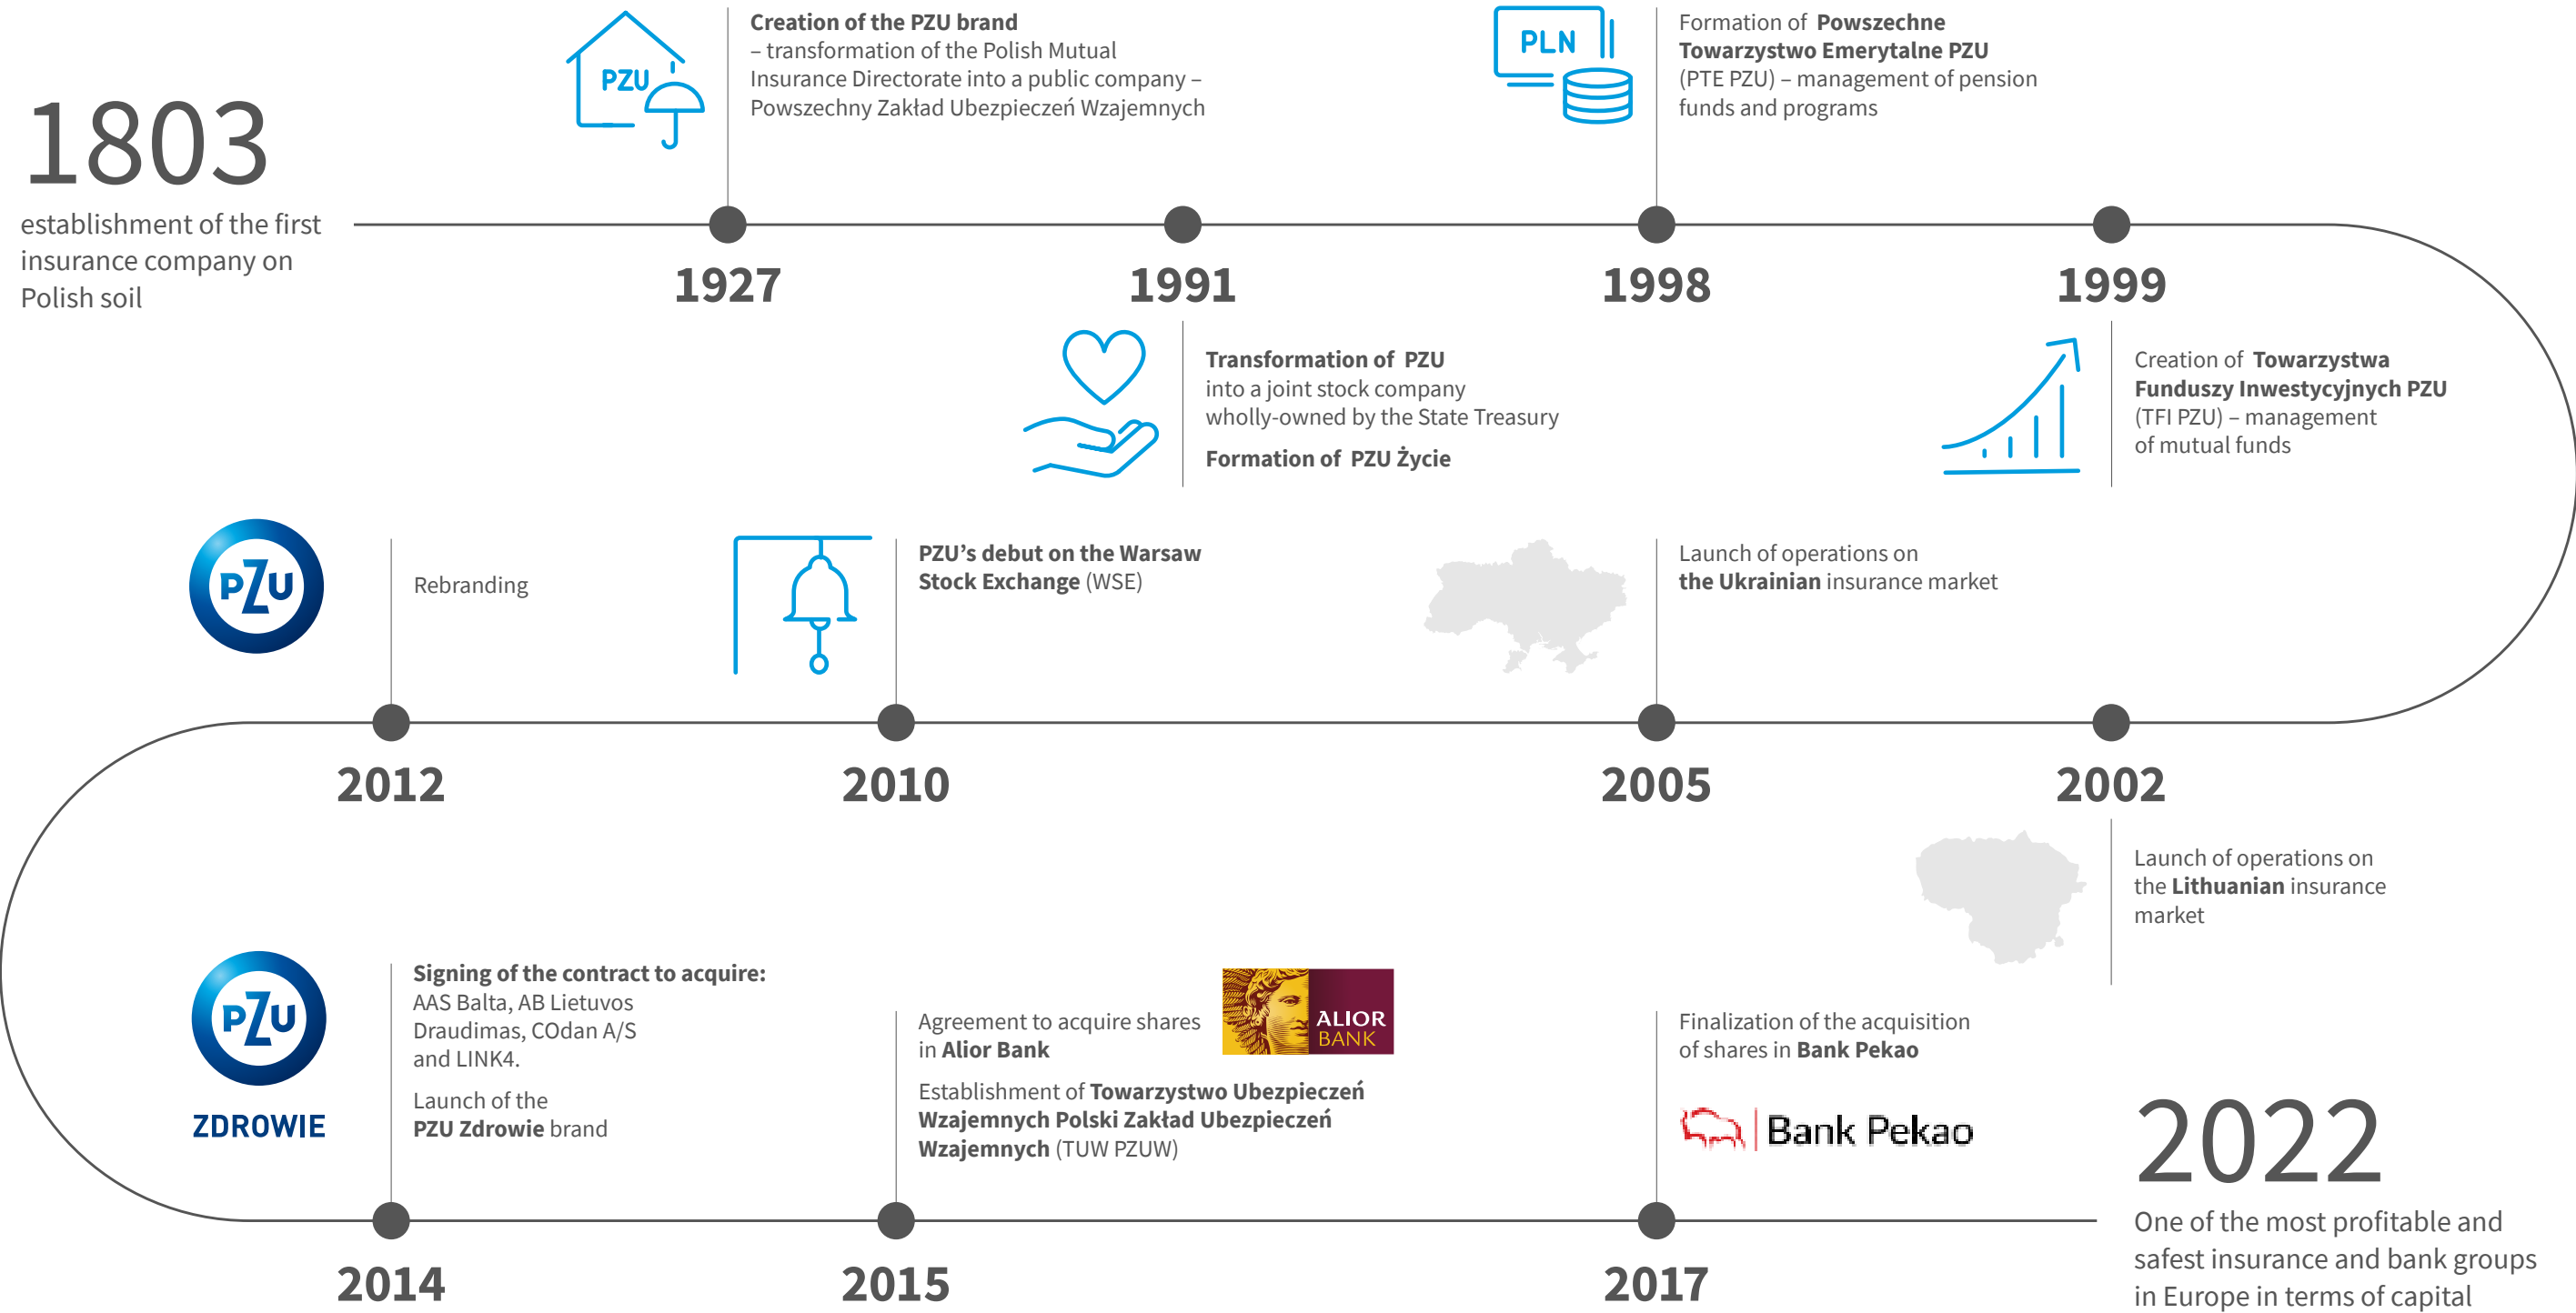 1803
establishment of the first
insurance company on
Polish soil
PZU
Creation of the PZU brand
– transformation of the Polish Mutual
Insurance Directorate into a public company –
Powszechny Zakład Ubezpieczeń Wzajemnych
1927
1991
Transformation of PZU
into a joint stock company
wholly-owned by the State Treasury
Formation of PZU Życie
PLN
Formation of Powszechne
Towarzystwo Emerytalne PZU
(PTE PZU) – management of pension
funds and programs
1998
1999
Creation of Towarzystwa
Funduszy Inwestycyjnych PZU
(TFI PZU) – management
of mutual funds
2002
Launch of operations on
the Lithuanian insurance
market
Launch of operations on
the Ukrainian insurance market
2005
PZU’s debut on the Warsaw
Stock Exchange (WSE)
2010
PZU
Rebranding
2012
PZU
ZDROWIE
Signing of the contract to acquire:
AAS Balta, AB Lietuvos
Draudimas, COdan A/S
and LINK4.
Launch of the
PZU Zdrowie brand
2014
Agreement to acquire shares
in Alior Bank
ALIOR
BANK
Establishment of Towarzystwo Ubezpieczeń
Wzajemnych Polski Zakład Ubezpieczeń
Wzajemnych (TUW PZUW)
2015
Finalization of the acquisition
of shares in Bank Pekao
Bank Pekao
2017
2022
One of the most profitable and
safest insurance and bank groups
in Europe in terms of capital